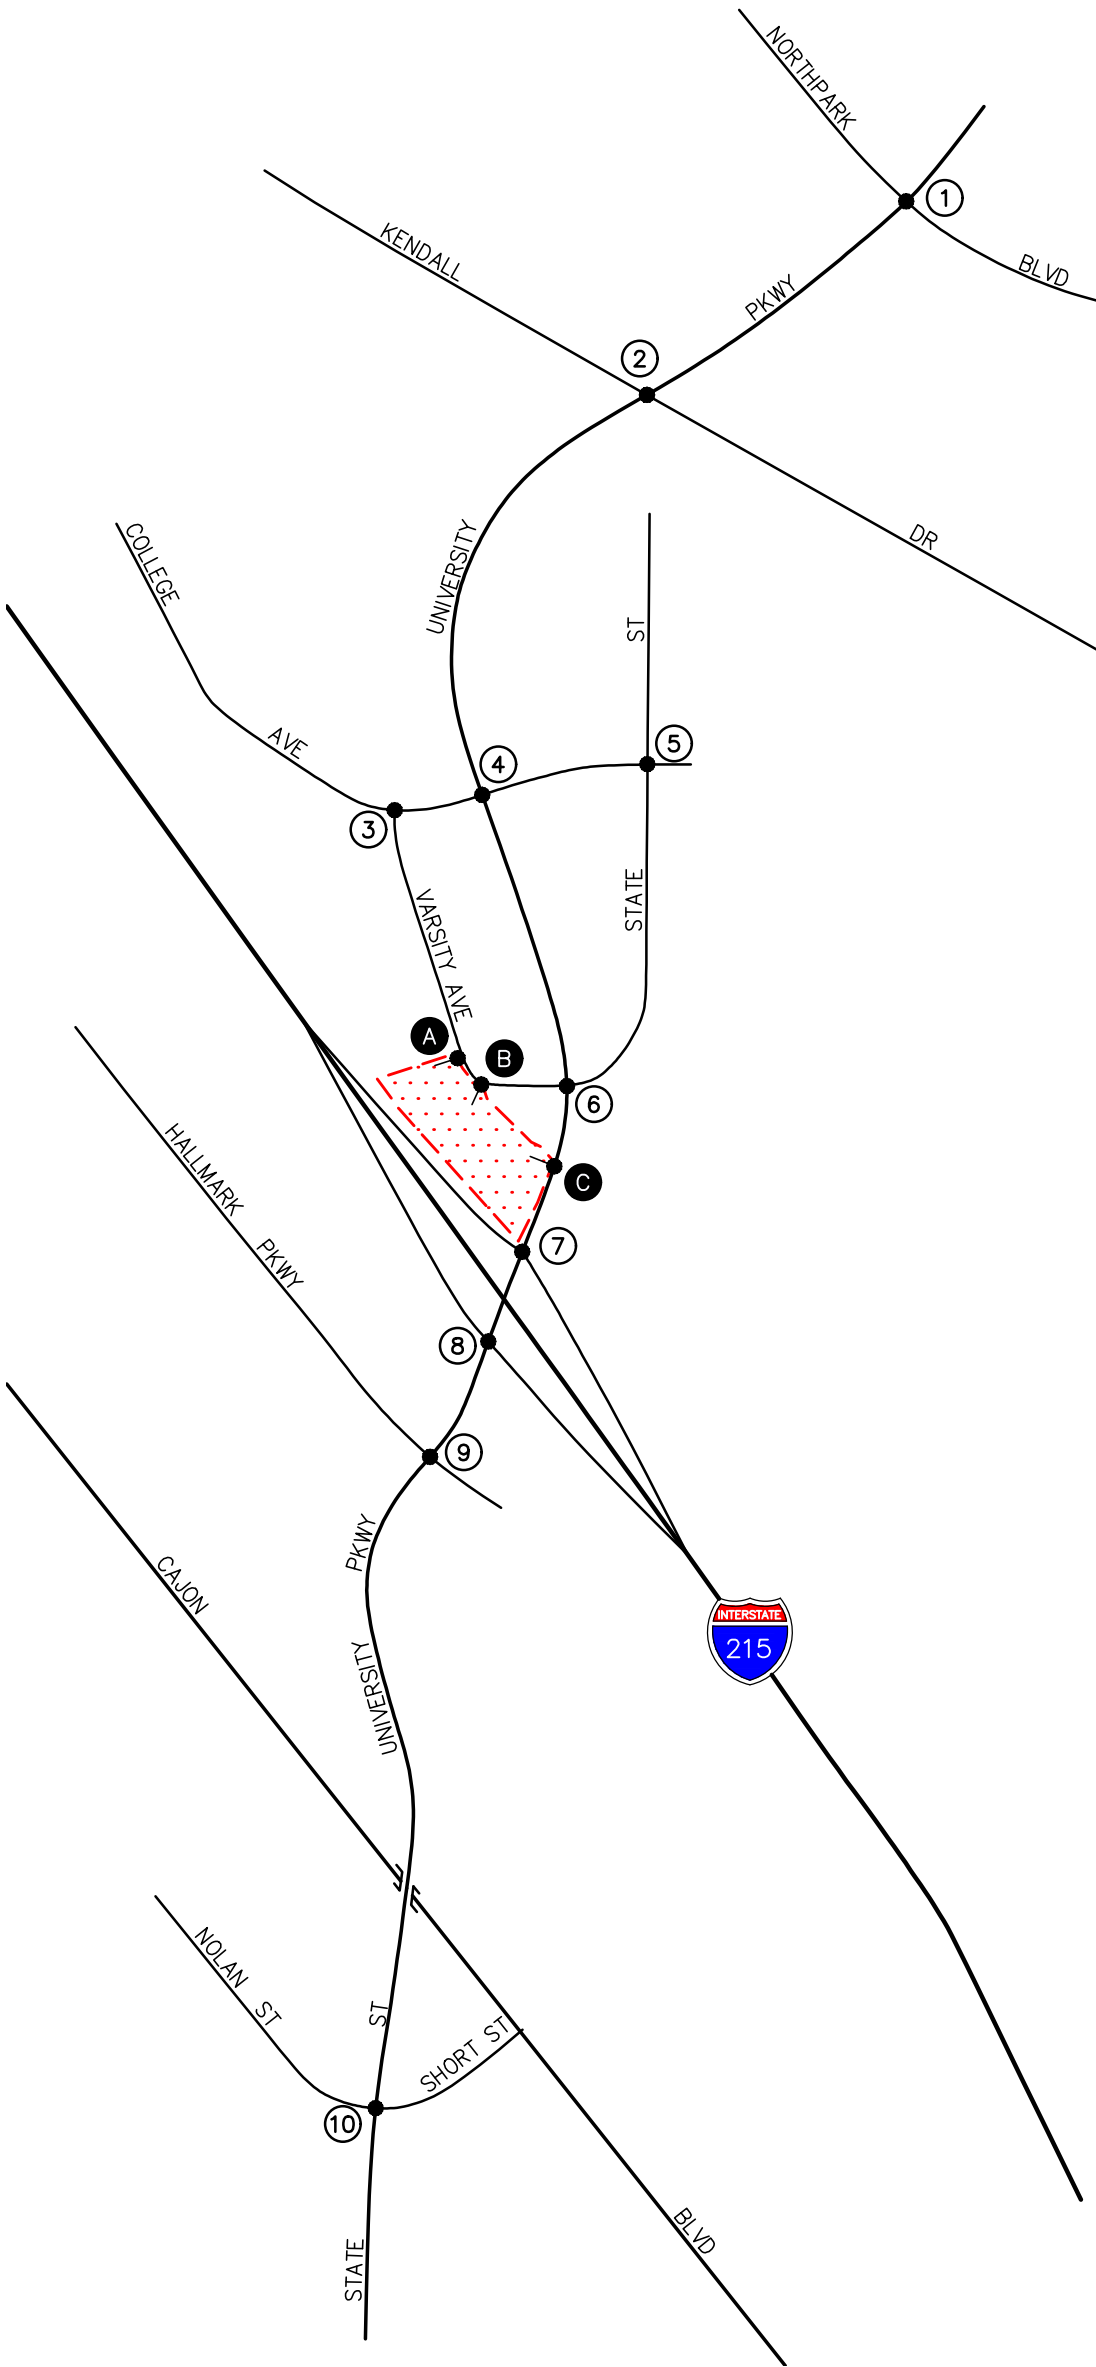 NORTHPARK
1
BLVD
KENDALL
PKWY
2
UNIVERSITY
COLLEGE
DR
ST
AVE
5
4
3
STATE
VARSITY AVE
A
B
6
HALLMARK
C
PKWY
7
8
9
PKWY
CAJON
INTERSTATE
215
UNIVERSITY
NOLAN ST
ST
SHORT ST
10
BLVD
STATE